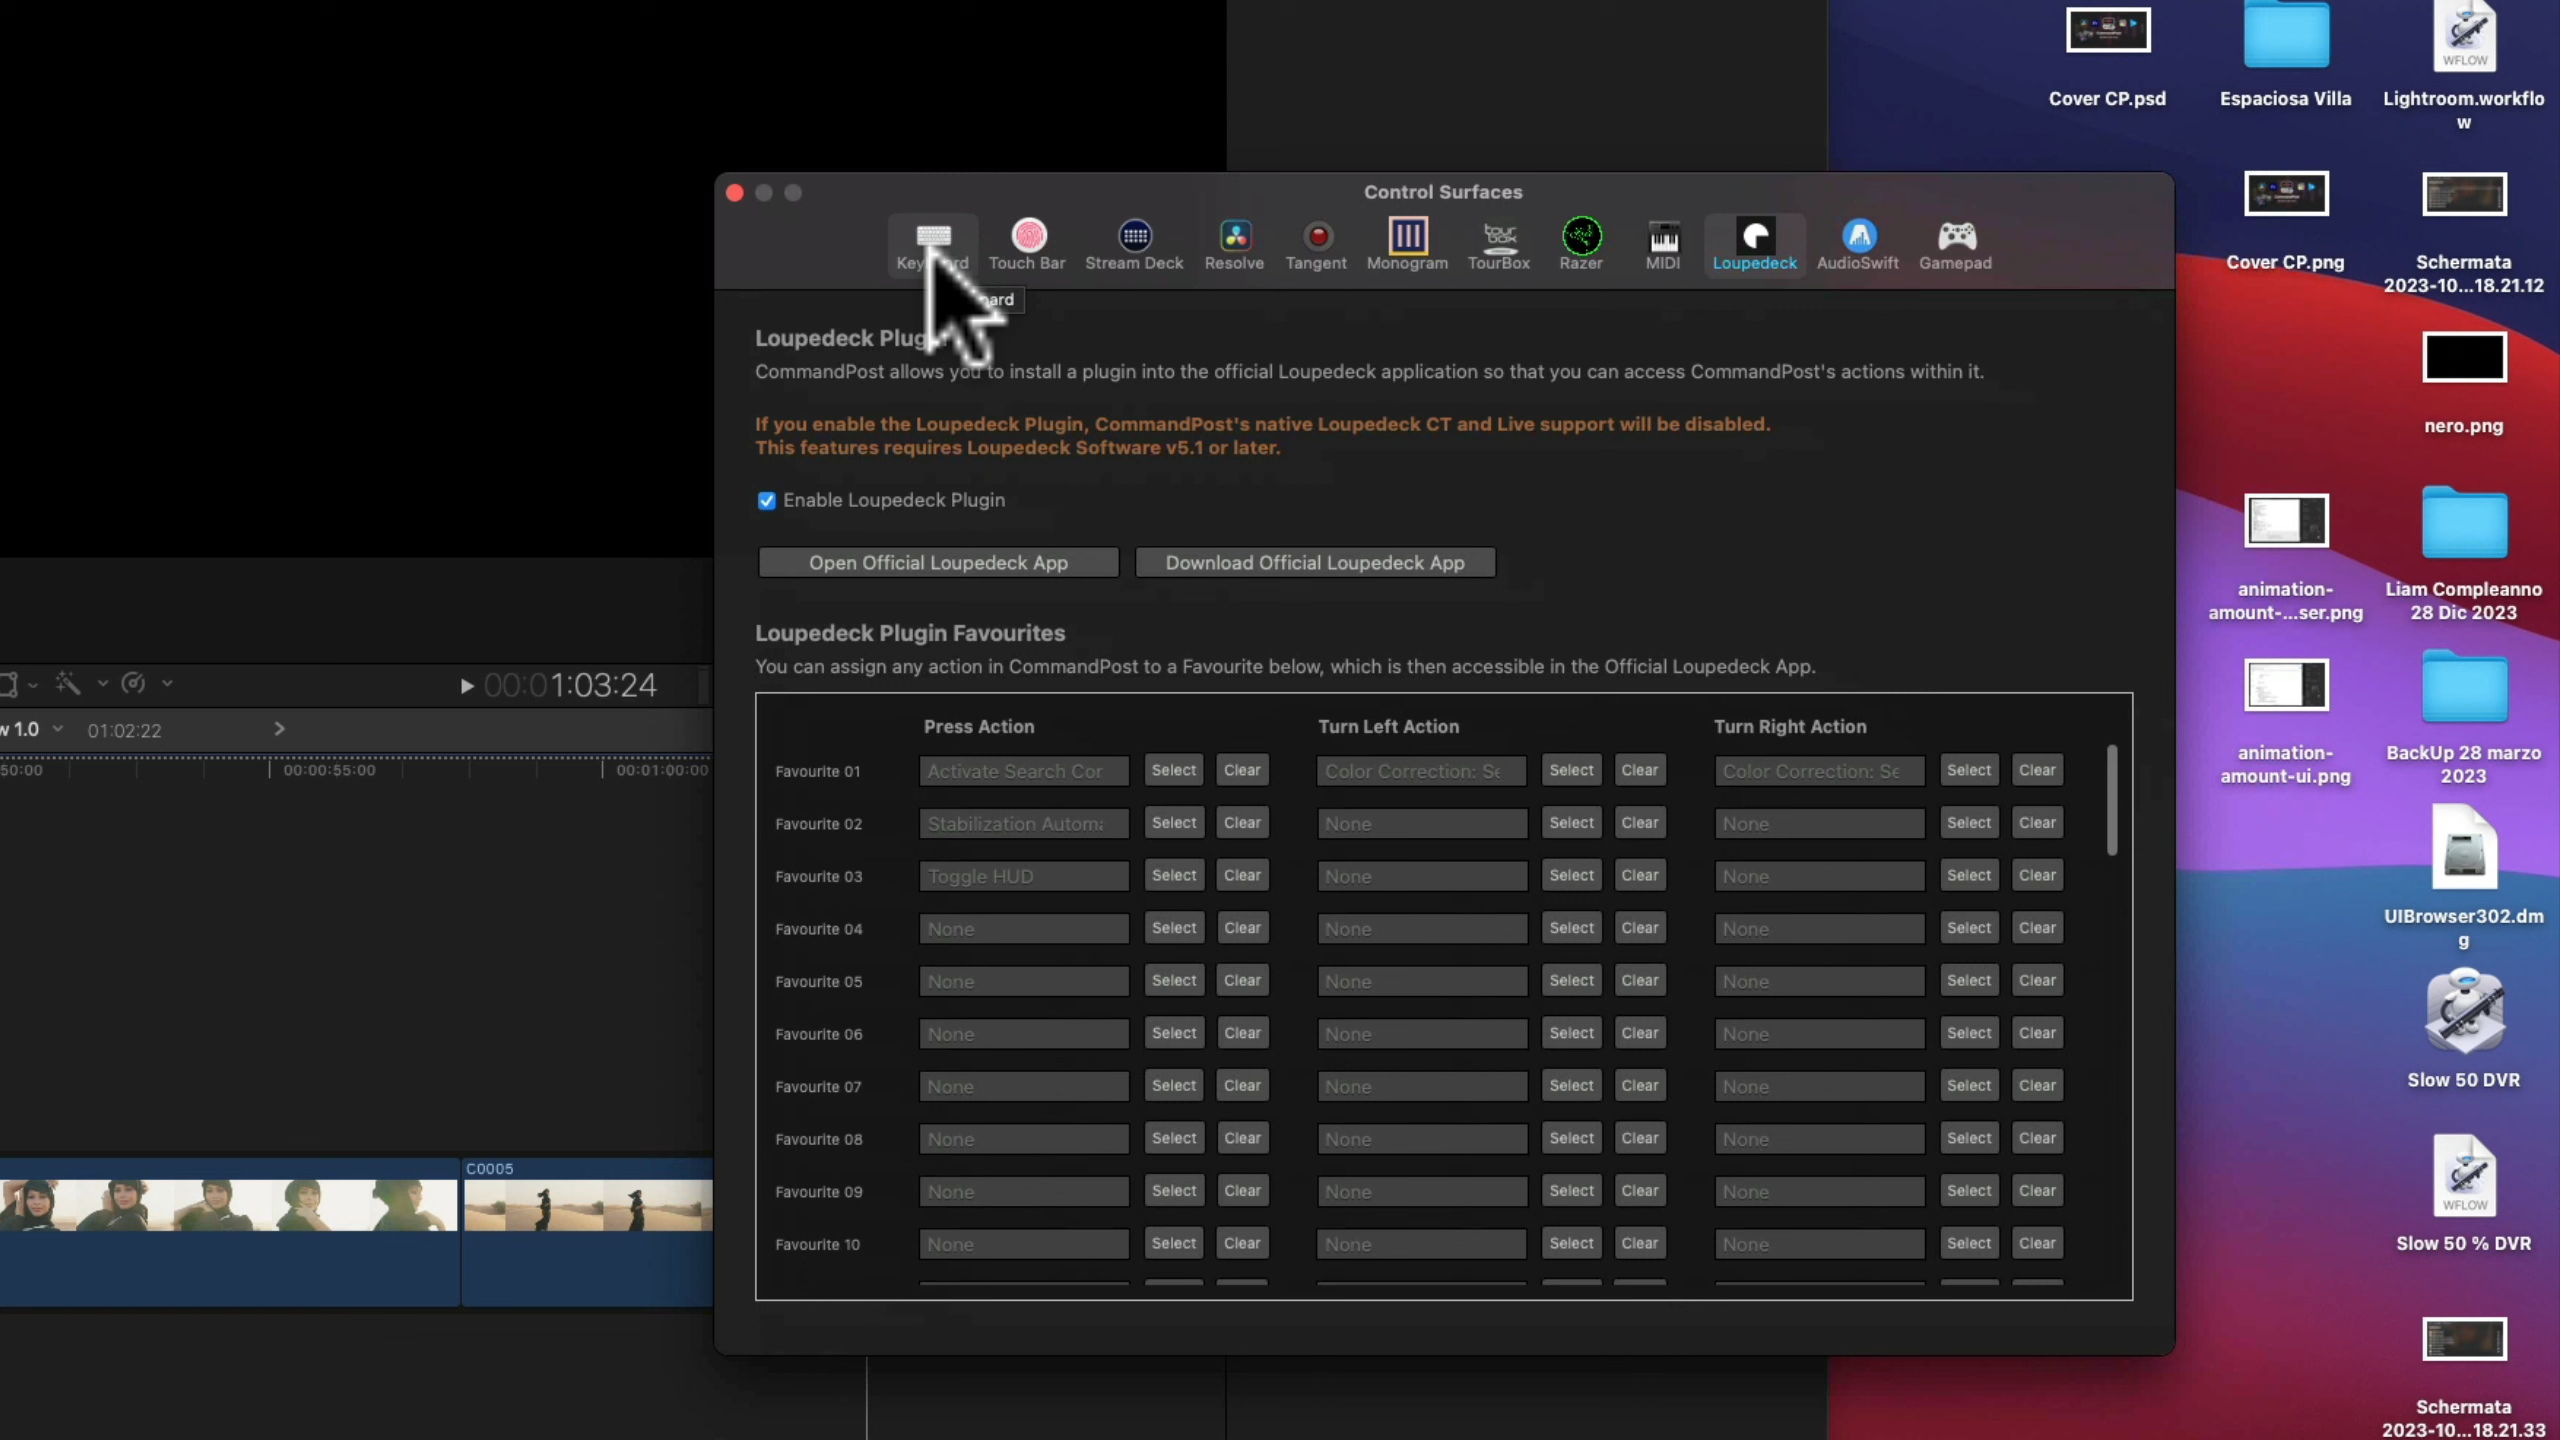 Control Surfaces
Touch Bar
Stream Deck
Resolve
Tangent
Monogram
TourBox
Razer
MIDI
Loupedeck
AudioSwift
Gamepad
Loupedeck
CommandPost allows you to install a plugin into the official Loupedeck application so that you can access CommandPost's actions within it.
If you enable the Loupedeck Plugin, CommandPost's native Loupedeck CT and Live support will be disabled.
This features requires Loupedeck Software v5.1 or later.
Enable Loupedeck Plugin
Open Official Loupedeck App
Download Official Loupedeck App
Loupedeck Plugin Favourites
You can assign any action in CommandPost to a Favourite below, which is then accessible in the Official Loupedeck App.
Press Action
Turn Left Action
Turn Right Action
Favourite 01 Activate Search Cor Select Clear Color Correction: Se Select Clear Color Correction: Se Select Clear
Favourite 02 Stabilization Automa Select Clear None Select Clear None Select Clear
Favourite 03 Toggle HUD Select Clear None Select Clear None Select Clear
Favourite 04 None Select Clear None Select Clear None Select Clear
Favourite 05 None Select Clear None Select Clear None Select Clear
Favourite 06 None Select Clear None Select Clear None Select Clear
Favourite 07 None Select Clear None Select Clear None Select Clear
Favourite 08 None Select Clear None Select Clear None Select Clear
Favourite 09 None Select Clear None Select Clear None Select Clear
Favourite 10 None Select Clear None Select Clear None Select Clear
00:01:03:24
w 1.0
01:02:22
50:00
00:00:55:00
00:01:00:00
C0005
Cover CP.psd
Espaciosa Villa
WFLOW
Lightroom.workflo
w
Cover CP.png
Schermata
2023-10...18.21.12
nero.png
animation-
amount-...ser.png
Liam Compleanno
28 Dic 2023
animation-
amount-ui.png
BackUp 28 marzo
2023
UIBrowser302.dm
g
Slow 50 DVR
WFLOW
Slow 50 % DVR
Schermata
2023-10...18.21.33